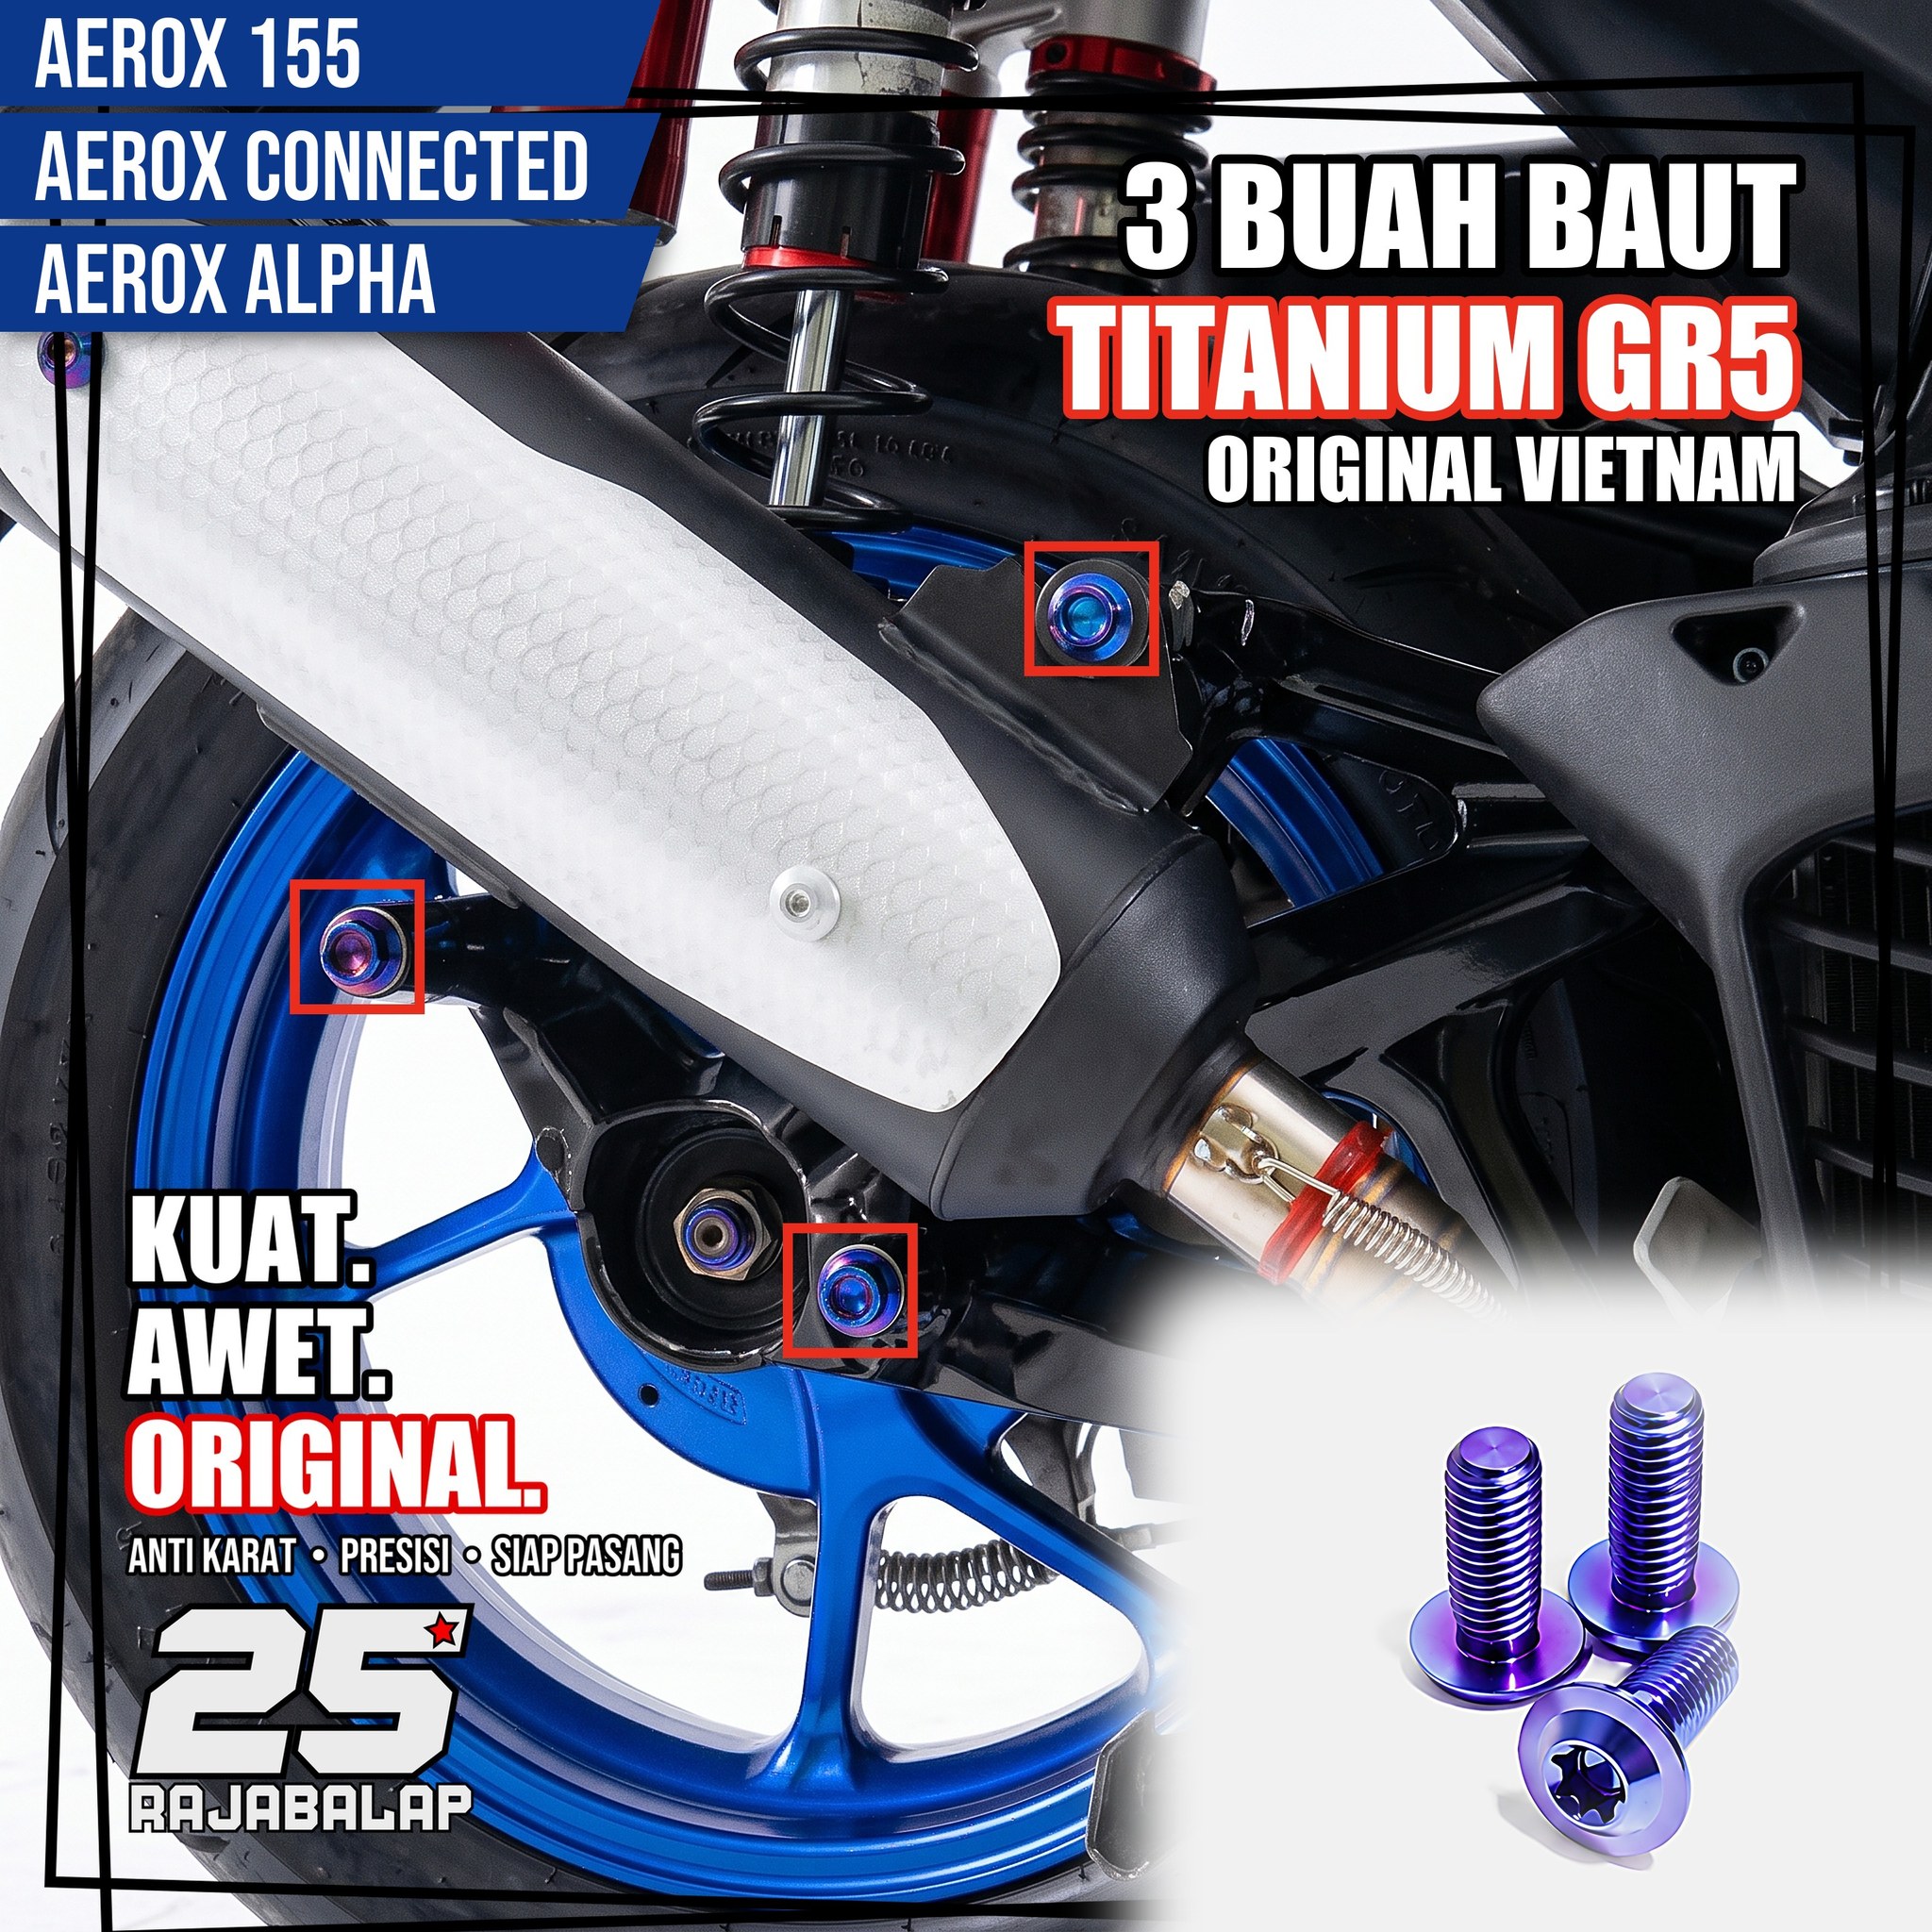 AEROX 155
AEROX CONNECTED
AEROX ALPHA
3 BUAH BAUT
TITANIUM GR5
ORIGINAL VIETNAM
KUAT.
AWET.
ORIGINAL.
ANTI KARAT • PRESISI • SIAP PASANG
25
RAJABALAP